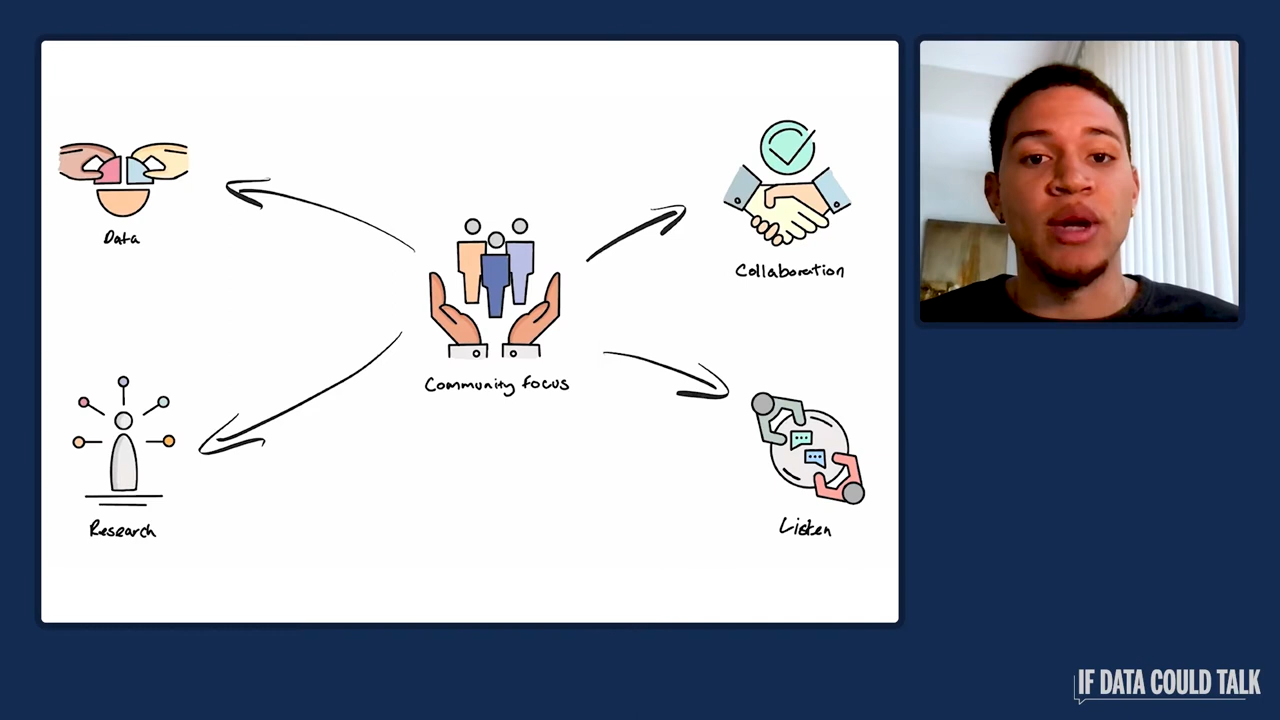 Data
Collaboration
Community focus
Research
Listen
IF DATA COULD TALK